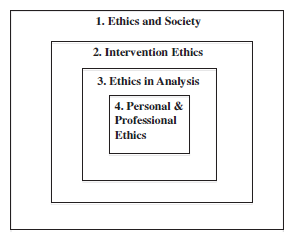 1. Ethics and Society
2. Intervention Ethics
3. Ethics in Analysis
4. Personal &
Professional
Ethics